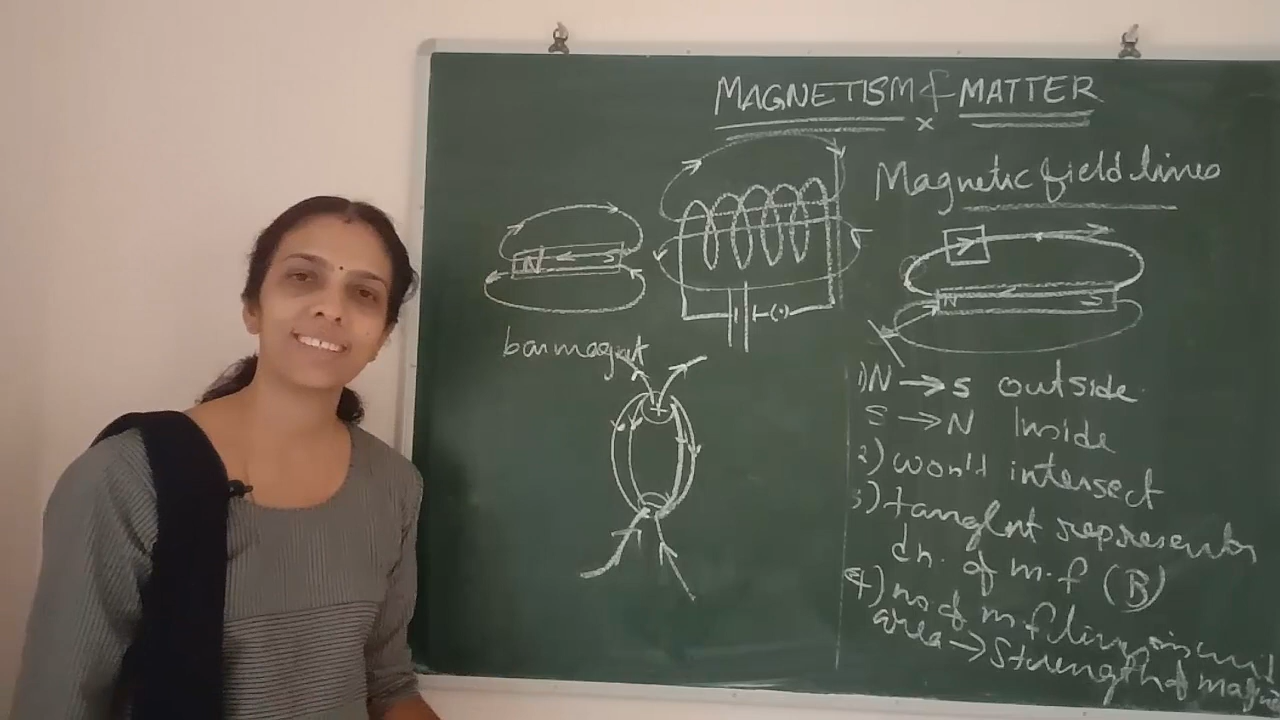 MAGNETISM & MATTER
Magnetic field lines
N S
N S
bar magnet
+
-
1) N → S outside
S → N Inside
2) won't intersect
3) tangent represents
dn. of m.f (B)
4) no of m.f lines in unit
area → Strength of